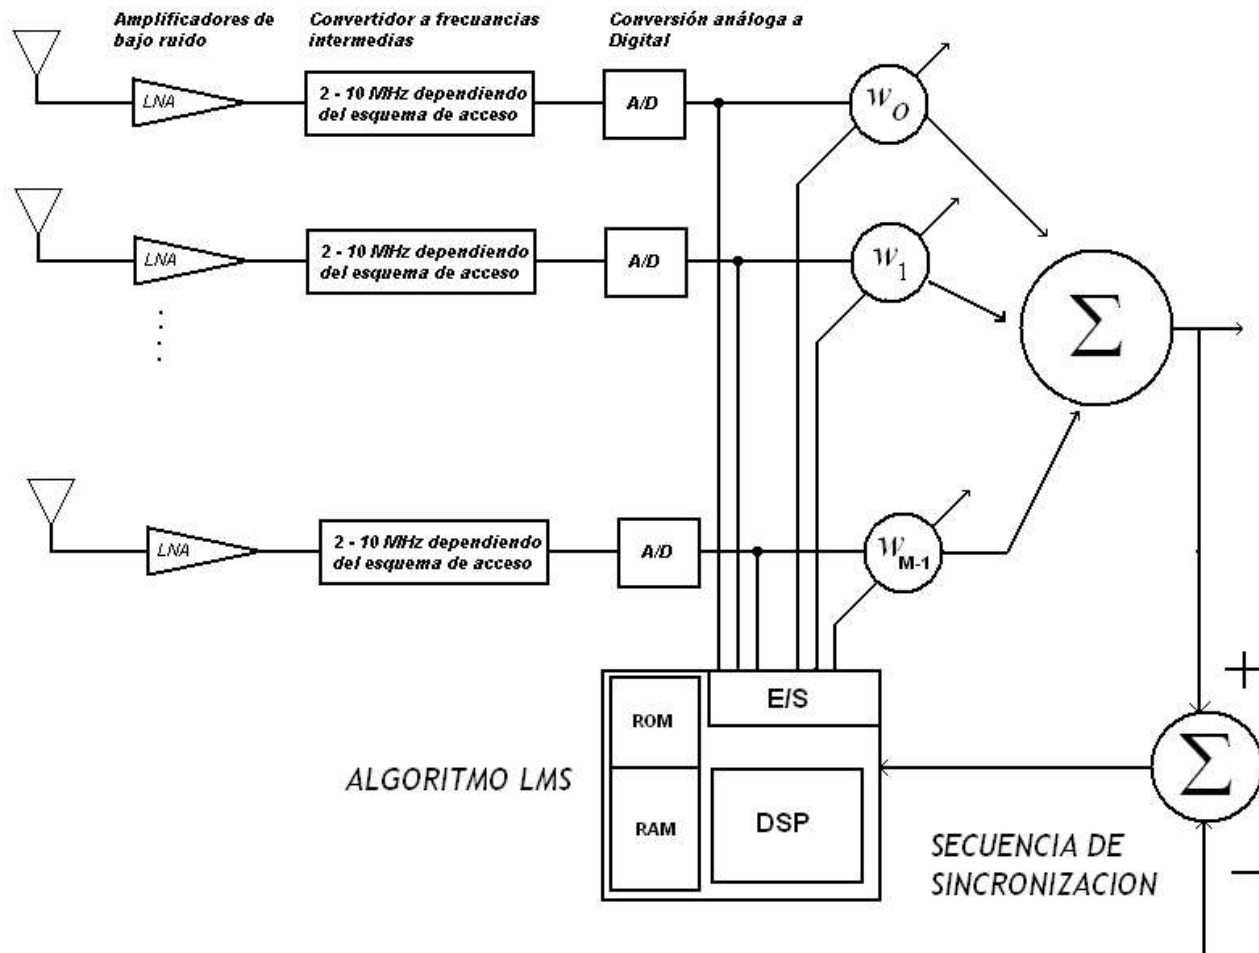 Amplificadores de
bajo ruido
Convertidor a frecuancias
intermedias
Conversión análoga a
Digital
LNA
2 - 10 MHz dependiendo
del esquema de acceso
A/D
w0
LNA
2 - 10 MHz dependiendo
del esquema de acceso
A/D
w1
Σ
LNA
2 - 10 MHz dependiendo
del esquema de acceso
A/D
wM-1
+
E/S
ROM
Σ
ALGORITMO LMS
RAM
DSP
SECUENCIA DE
SINCRONIZACION
−